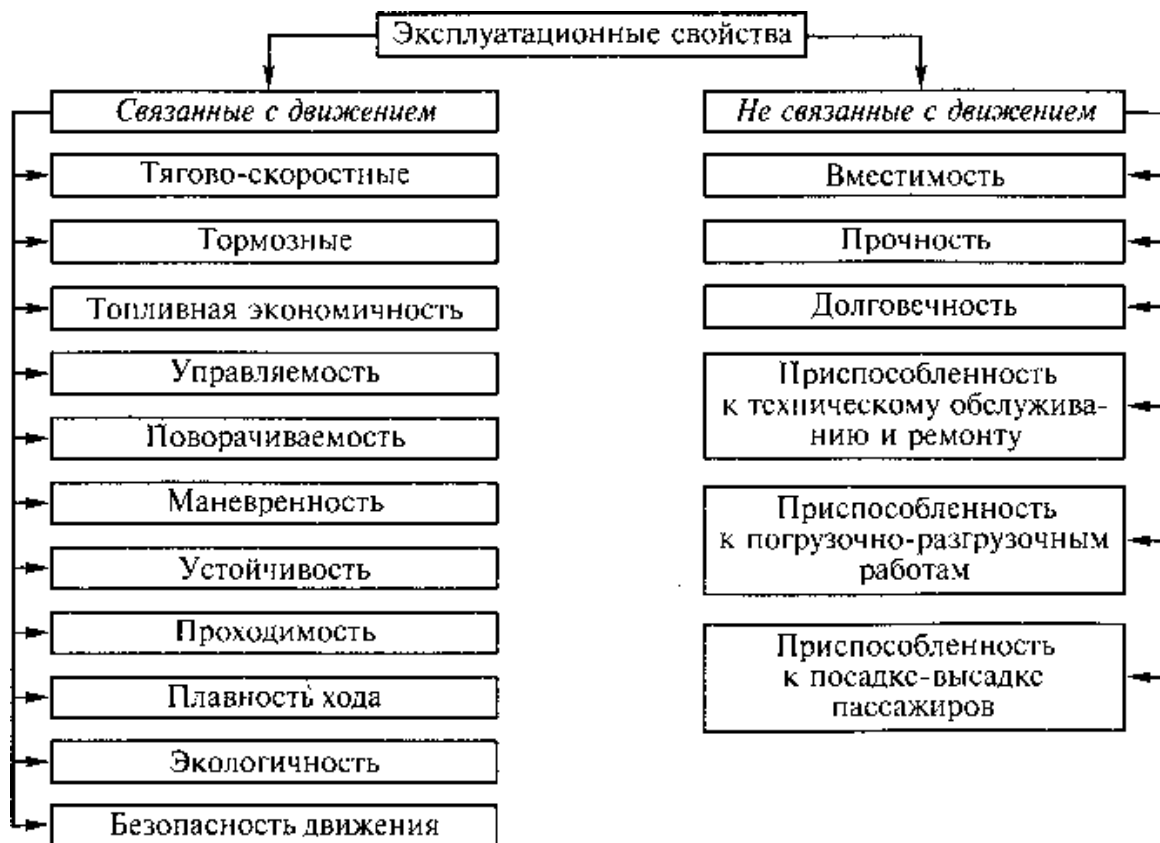 Эксплуатационные свойства
Связанные с движением
Тягово-скоростные
Тормозные
Топливная экономичность
Управляемость
Поворачиваемость
Маневренность
Устойчивость
Проходимость
Плавность хода
Экологичность
Безопасность движения
Не связанные с движением
Вместимость
Прочность
Долговечность
Приспособленность
к техническому обслужива-
нию и ремонту
Приспособленность
к погрузочно-разгрузочным
работам
Приспособленность
к посадке-высадке
пассажиров